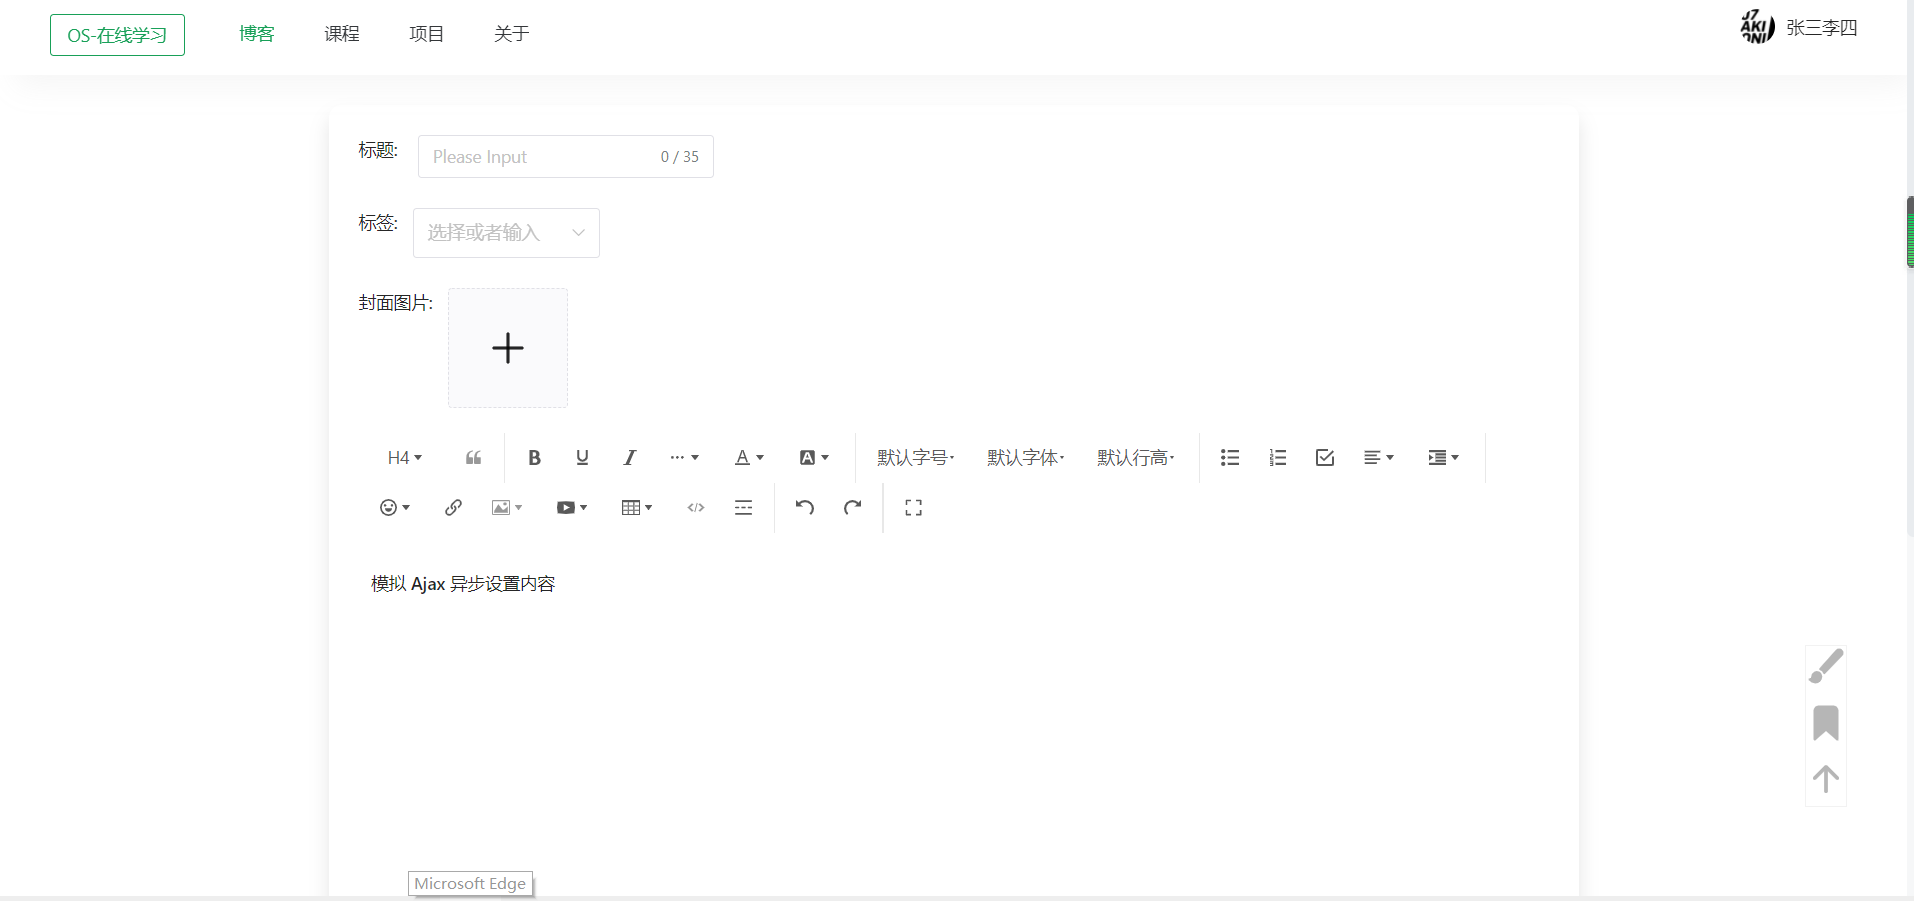 OS-在线学习 博客 课程 项目 关于 张三李四
标题: Please Input 0 / 35
标签: 选择或者输入
封面图片:
H4 B U I A A 默认字号 默认字体 默认行高
</>
模拟 Ajax 异步设置内容
Microsoft Edge